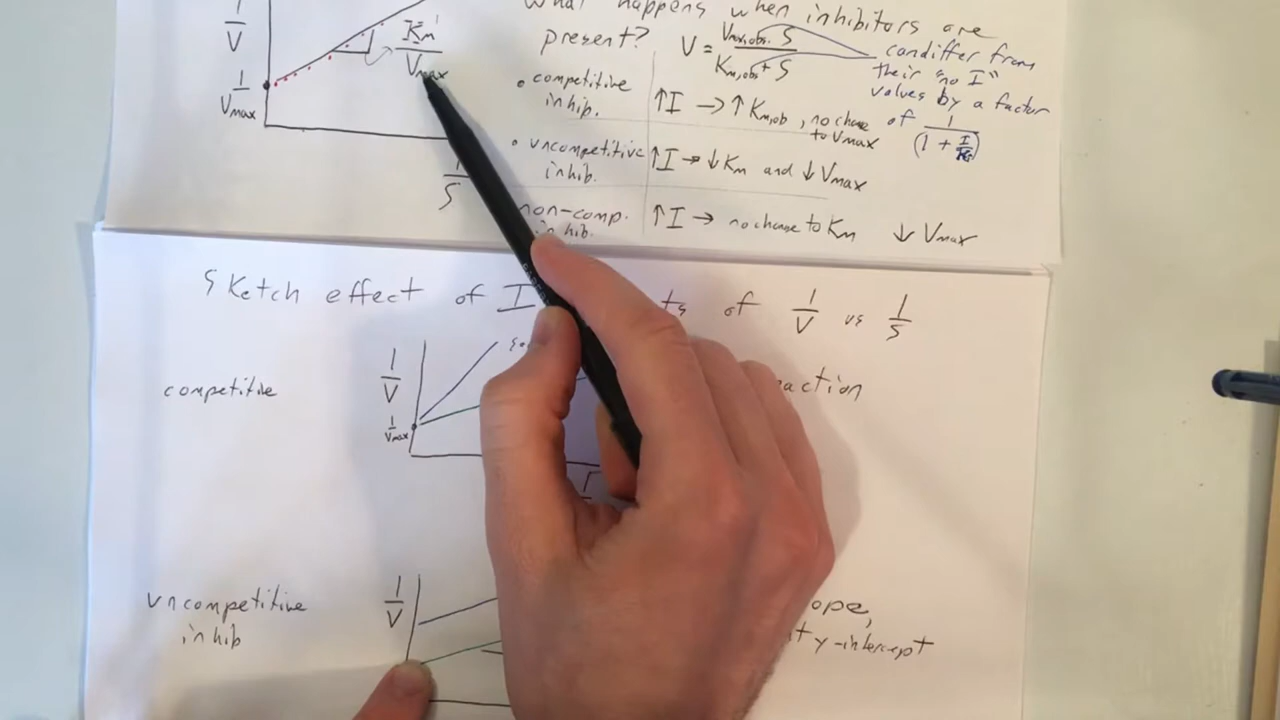 What happens when inhibitors are
present? V = Vmax,obs. S / Km,obs + S
can differ from
their "no I"
values by a factor
of 1 / (1 + I/KI)
1/V
Km / Vmax
1/Vmax
1/S
• competitive
inhib.
↑I → ↑Km,ob, no change
to Vmax
• uncompetitive
inhib.
↑I → ↓Km and ↓Vmax
non-comp.
inhib.
↑I → no change to Km ↓Vmax
Sketch effect of I ts of 1/V vs 1/S
competitive
1/V
1/Vmax
action
uncompetitive
inhib
1/V
ope,
y-intercept